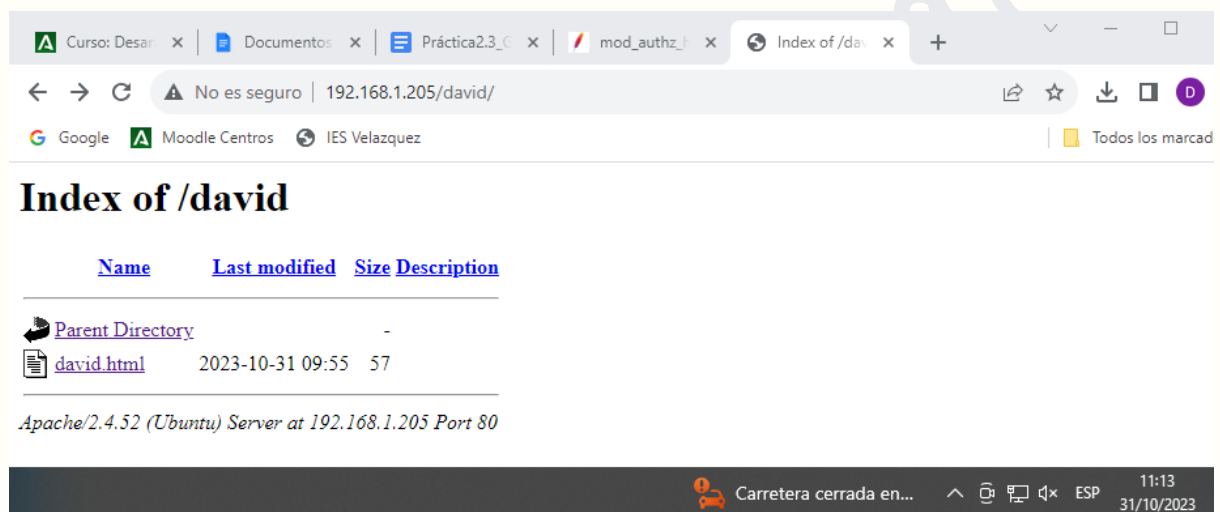 Curso: Desar
Documentos
Práctica2.3_G
mod_authz_h
Index of /dav
No es seguro | 192.168.1.205/david/
D
Google Moodle Centros IES Velazquez Todos los marcad
Index of /david
Name Last modified Size Description
Parent Directory -
david.html 2023-10-31 09:55 57
Apache/2.4.52 (Ubuntu) Server at 192.168.1.205 Port 80
Carretera cerrada en... ESP 11:13
31/10/2023